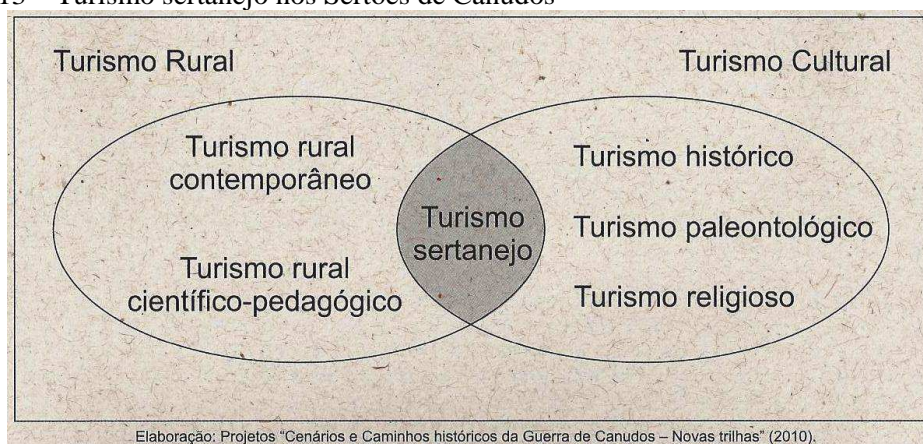 Turismo sertanejo nos Sertões de Canudos
Turismo Rural
Turismo Cultural
Turismo rural
contemporâneo
Turismo rural
científico-pedagógico
Turismo
sertanejo
Turismo histórico
Turismo paleontológico
Turismo religioso
Elaboração: Projetos "Cenários e Caminhos históricos da Guerra de Canudos – Novas trilhas" (2010),